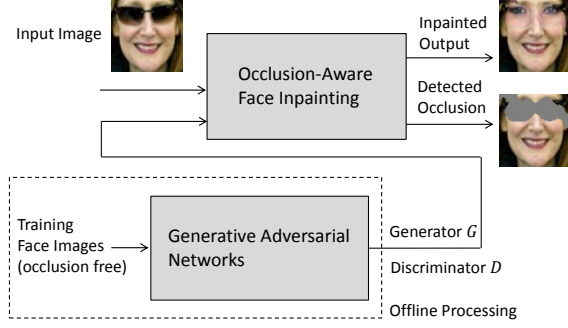 Input Image
Inpainted
Output
Occlusion-Aware
Face Inpainting
Detected
Occlusion
Training
Face Images
(occlusion free)
Generative Adversarial
Networks
Generator G
Discriminator D
Offline Processing